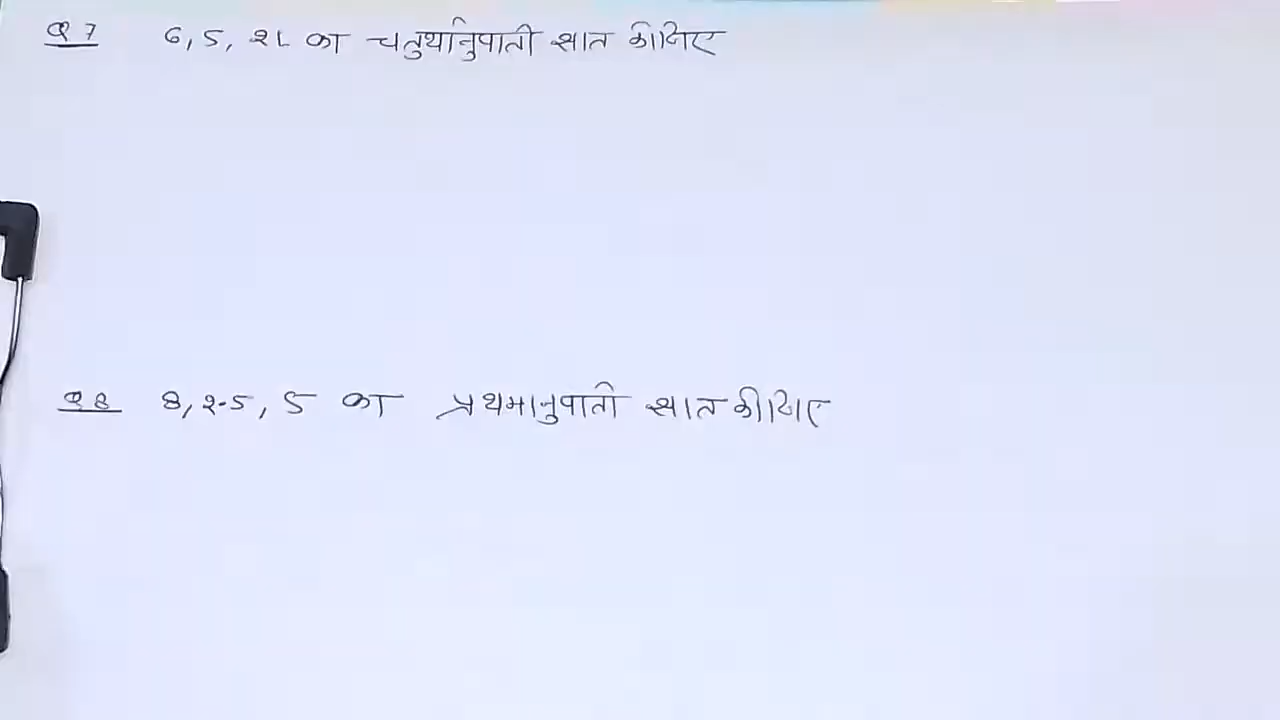 Q 7 6, 5, 21 का चतुर्थानुपाती ज्ञात कीजिए
Q 8 8, 2.5, 5 का प्रथमानुपाती ज्ञात कीजिए